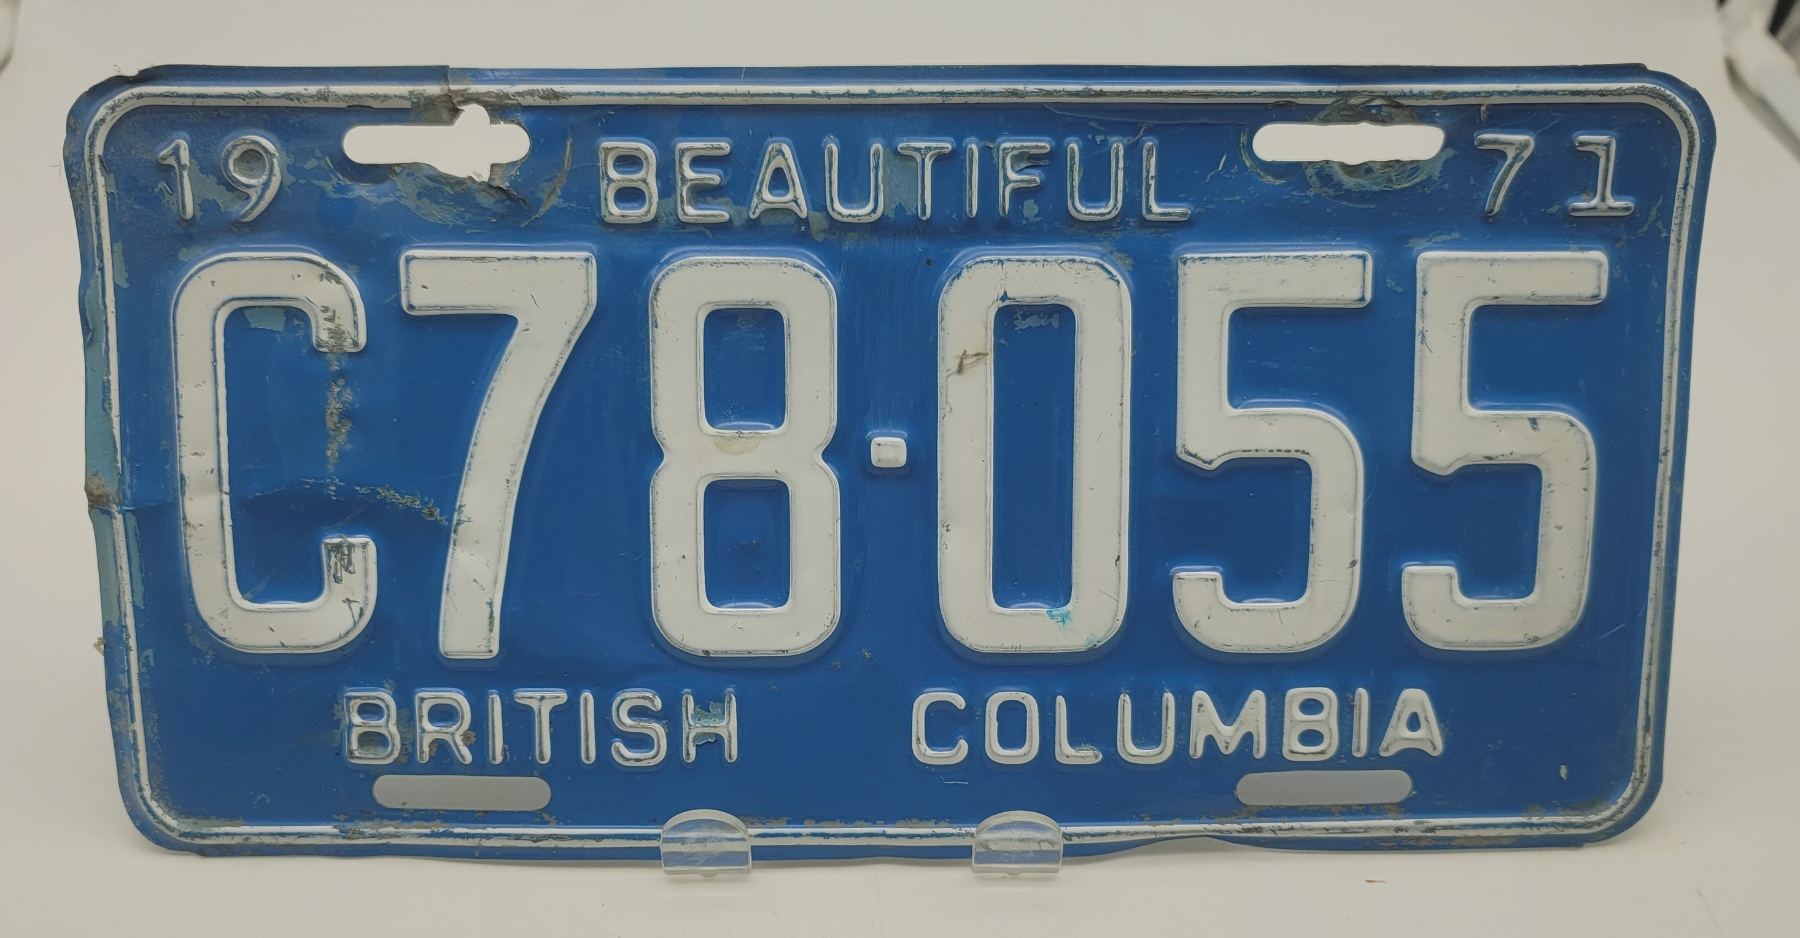 19 BEAUTIFUL 71
C78·055
BRITISH COLUMBIA